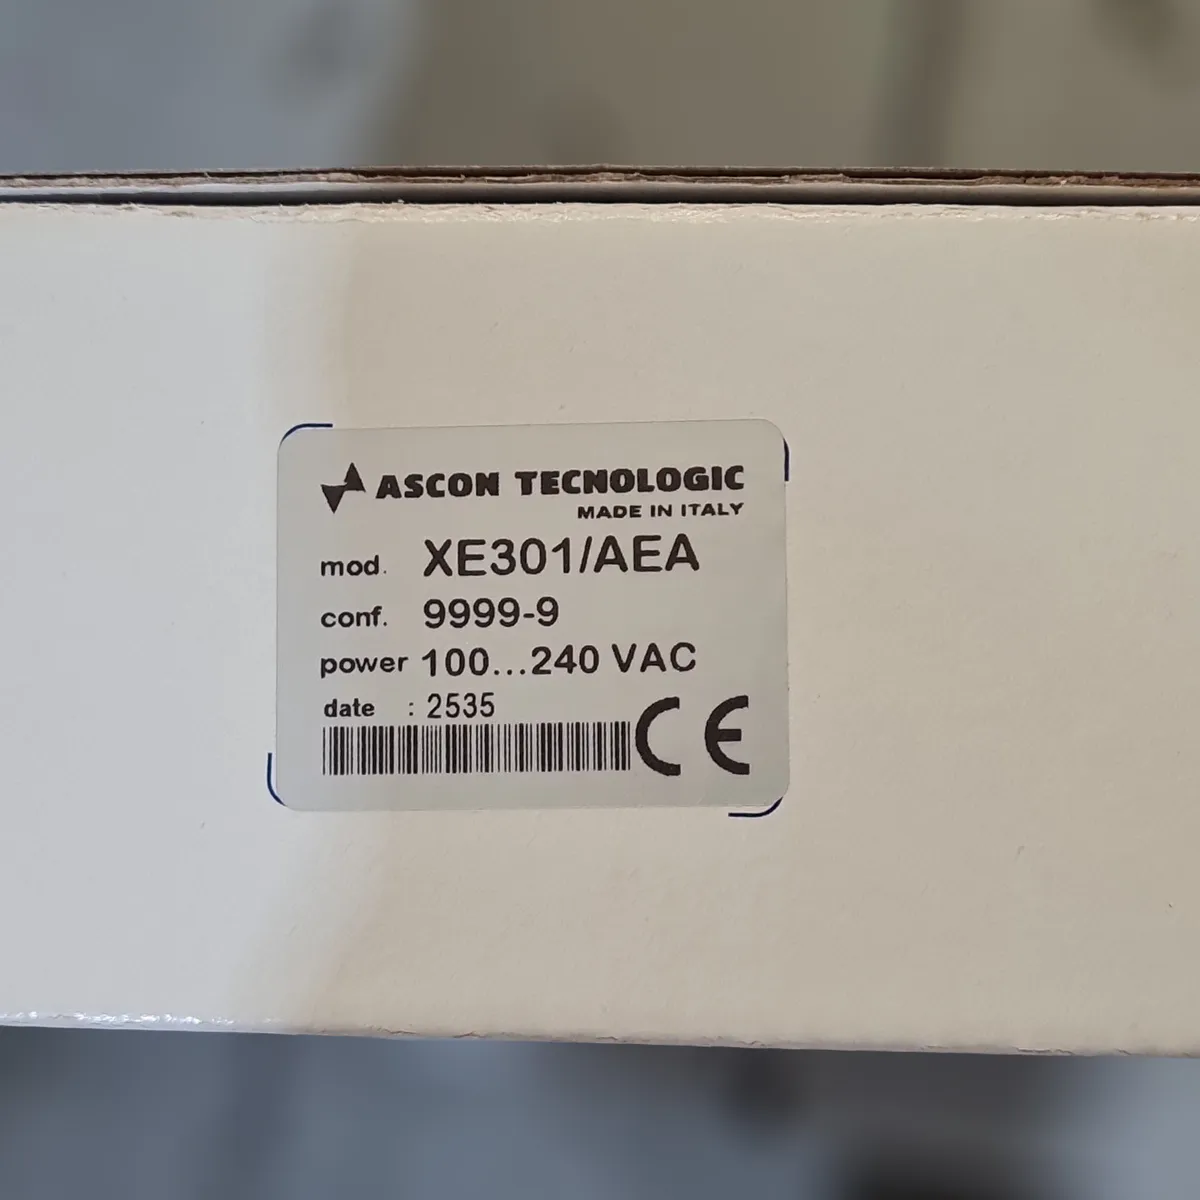 ASCON TECNOLOGIC
MADE IN ITALY
mod. XE301/AEA
conf. 9999-9
power 100...240 VAC
date : 2535
CE